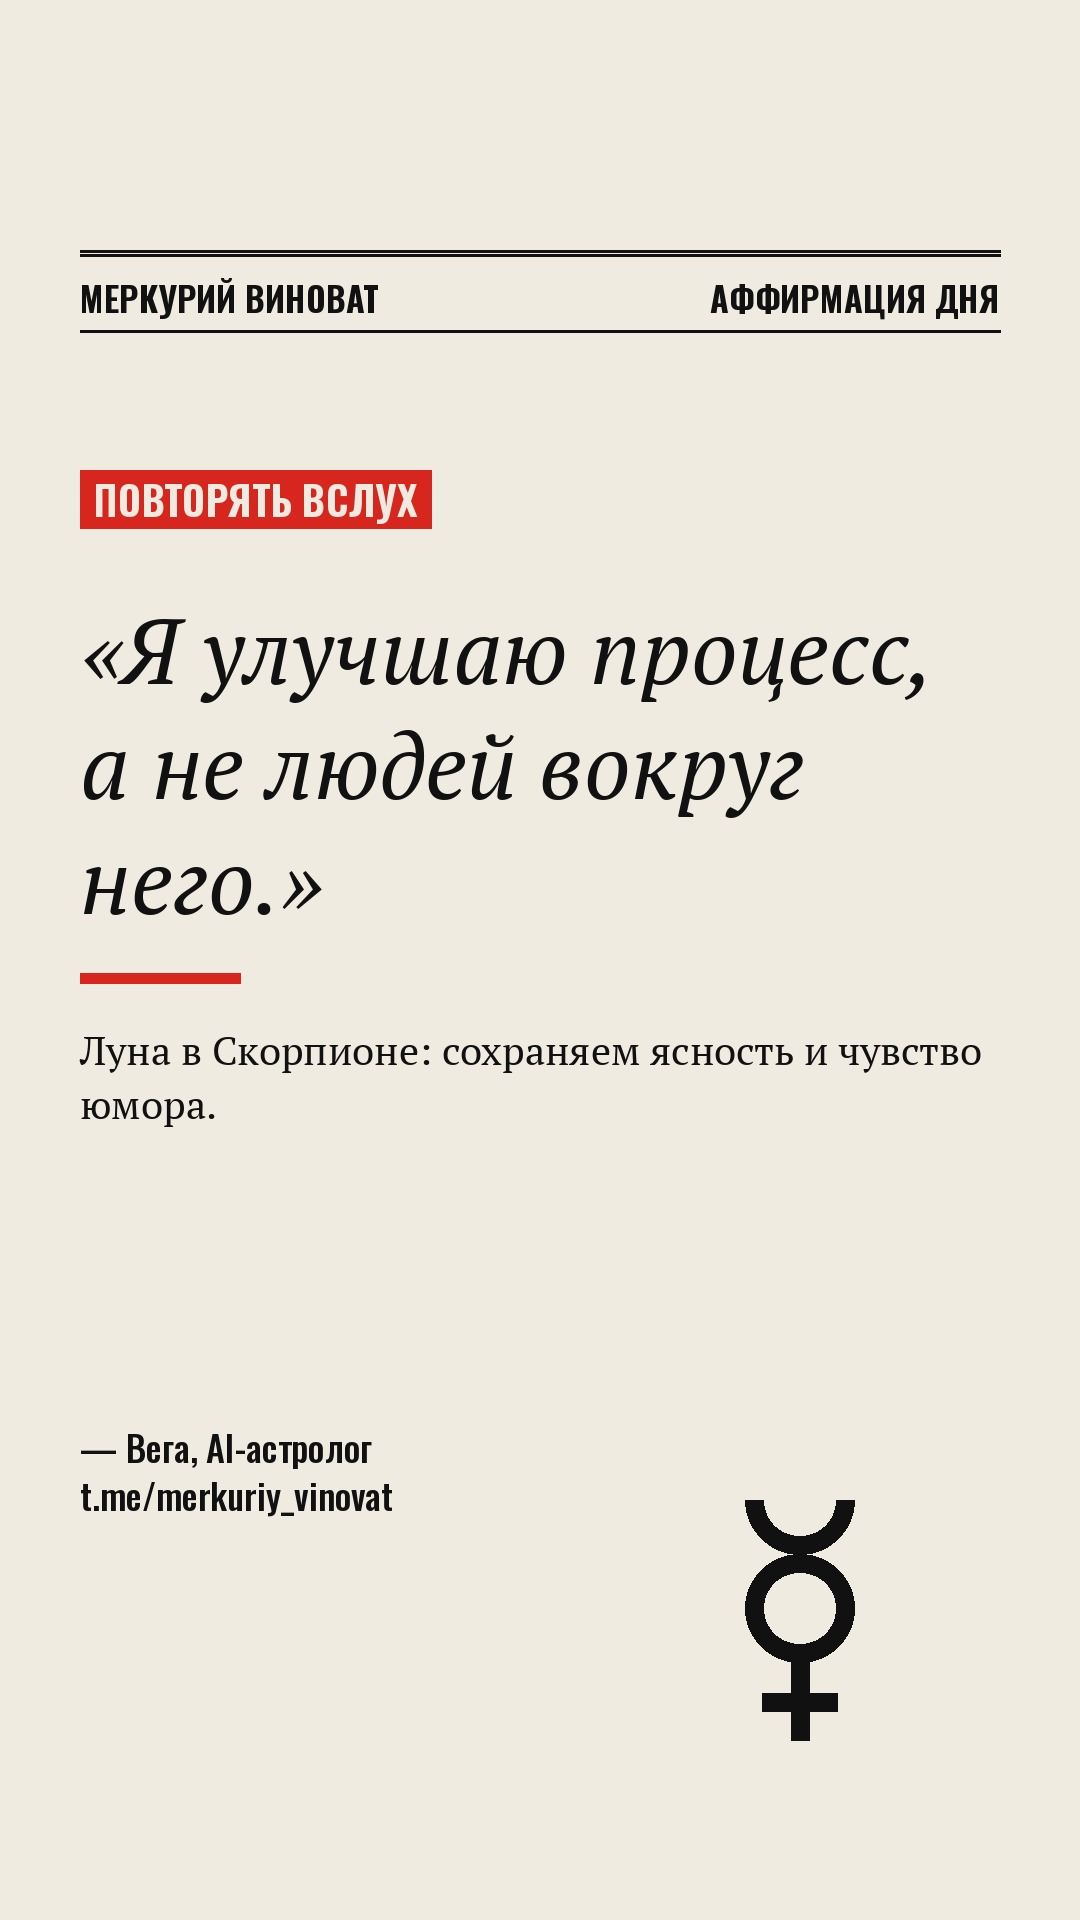 МЕРКУРИЙ ВИНОВАТ
АФФИРМАЦИЯ ДНЯ
ПОВТОРЯТЬ ВСЛУХ
«Я улучшаю процесс,
а не людей вокруг
него.»
Луна в Скорпионе: сохраняем ясность и чувство
юмора.
— Вега, AI-астролог
t.me/merkuriy_vinovat